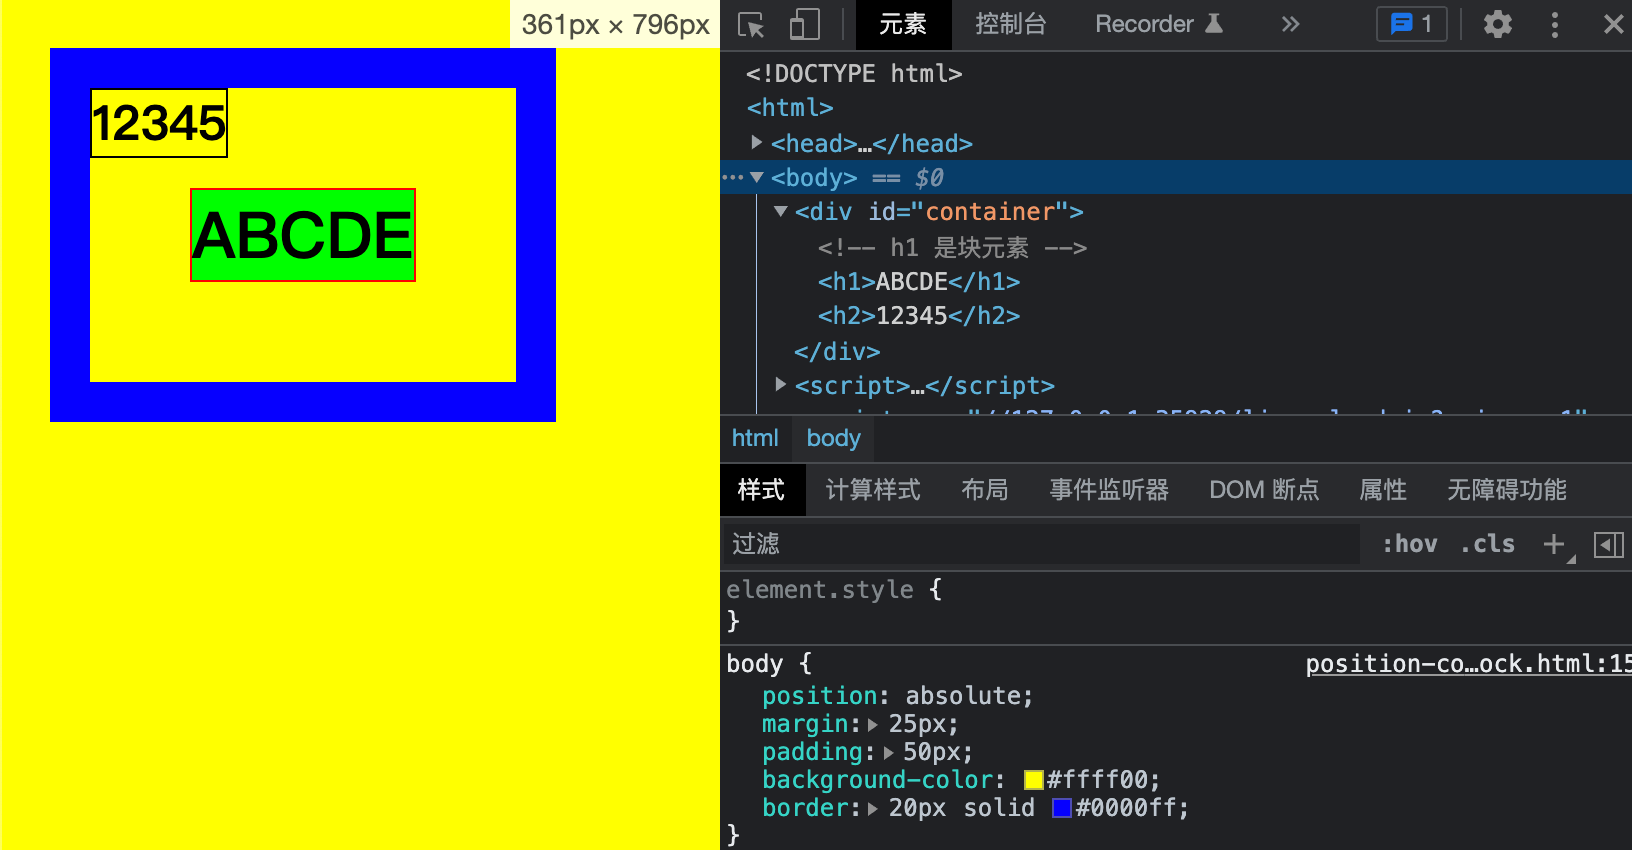 361px × 796px
12345
ABCDE
元素 控制台 Recorder 1
<!DOCTYPE html>
<html>
<head>…</head>
<body> == $0
<div id="container">
<!-- h1 是块元素 -->
<h1>ABCDE</h1>
<h2>12345</h2>
</div>
<script>…</script>
html body
样式 计算样式 布局 事件监听器 DOM 断点 属性 无障碍功能
过滤 :hov .cls
element.style {
}
body { position-co…ock.html:15
position: absolute;
margin: 25px;
padding: 50px;
background-color: #ffff00;
border: 20px solid #0000ff;
}